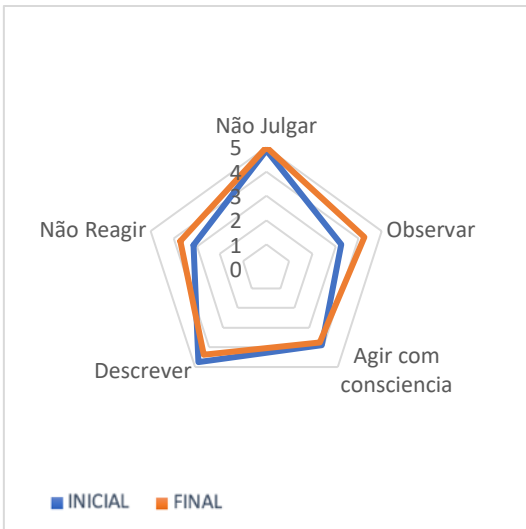 Não Julgar
5
4
3
2
1
0
Não Reagir
Observar
Descrever
Agir com
consciencia
INICIAL
FINAL